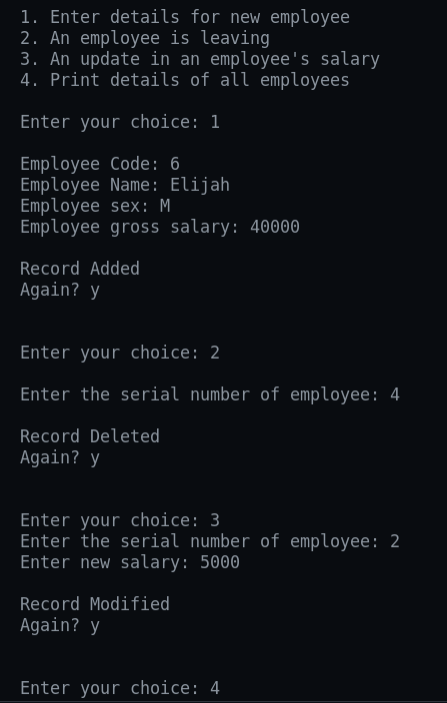 1. Enter details for new employee
2. An employee is leaving
3. An update in an employee's salary
4. Print details of all employees
Enter your choice: 1
Employee Code: 6
Employee Name: Elijah
Employee sex: M
Employee gross salary: 40000
Record Added
Again? y
Enter your choice: 2
Enter the serial number of employee: 4
Record Deleted
Again? y
Enter your choice: 3
Enter the serial number of employee: 2
Enter new salary: 5000
Record Modified
Again? y
Enter your choice: 4